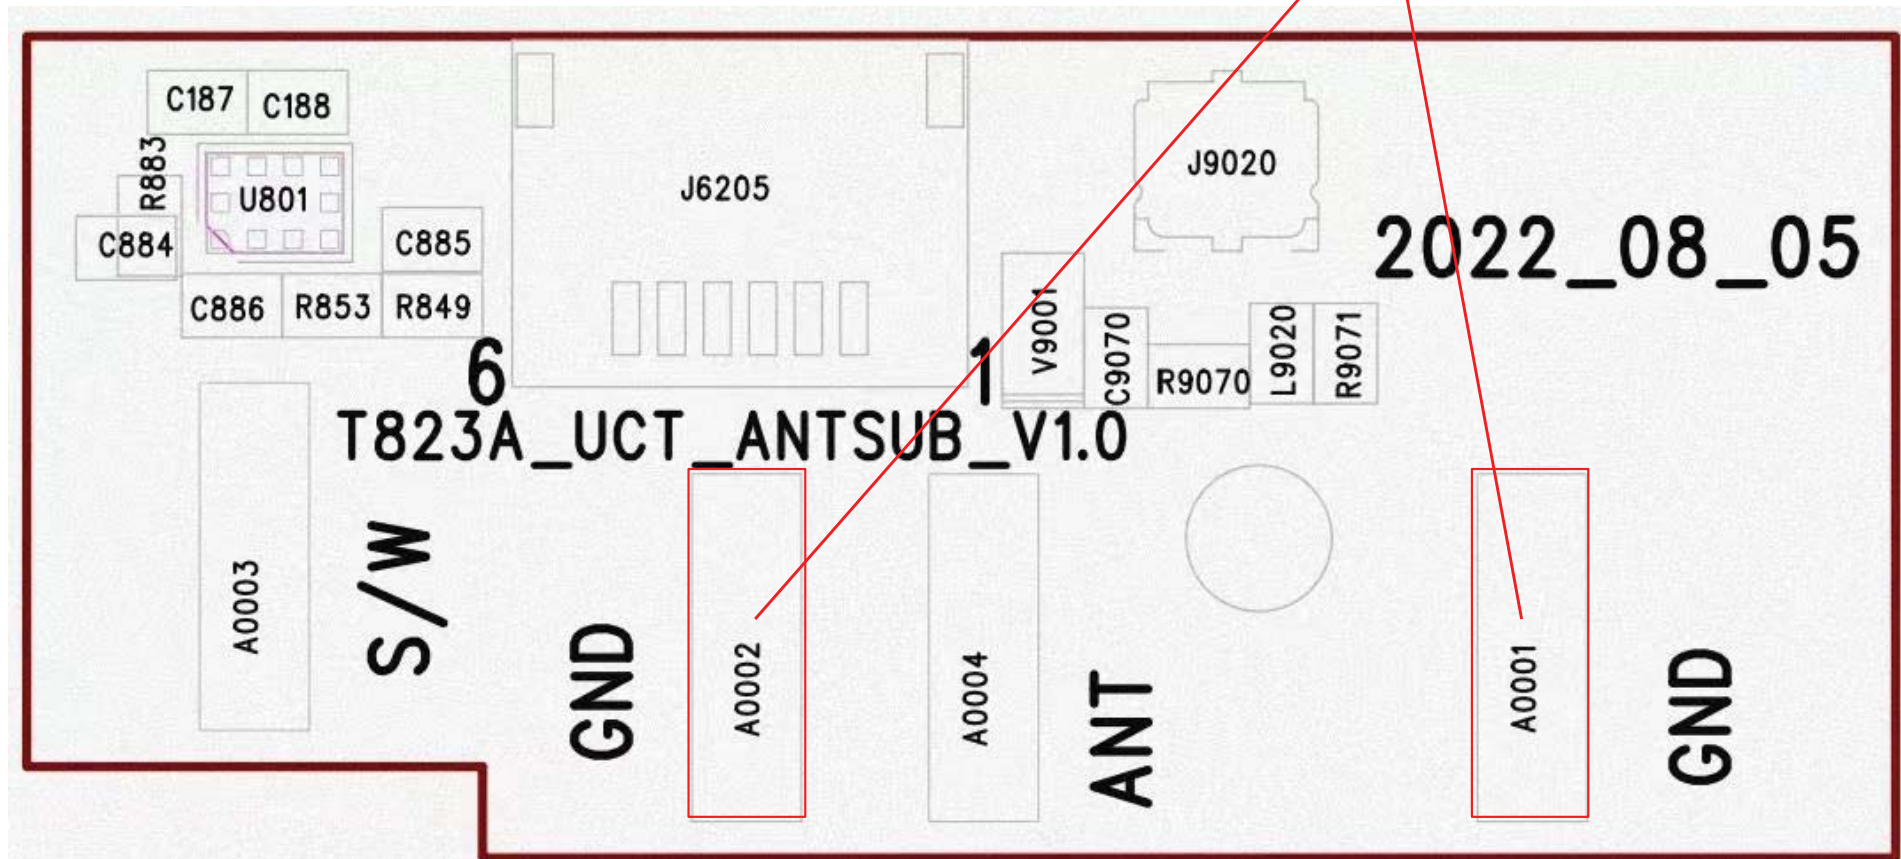 C187 C188
R883
U801
J6205
J9020
C884
C885
2022_08_05
C886 R853 R849
V9001
C9070
R9070
L9020
R9071
6
1
T823A_UCT_ANTSUB_V1.0
A0003
S/W
GND
A0002
A0004
ANT
A0001
GND